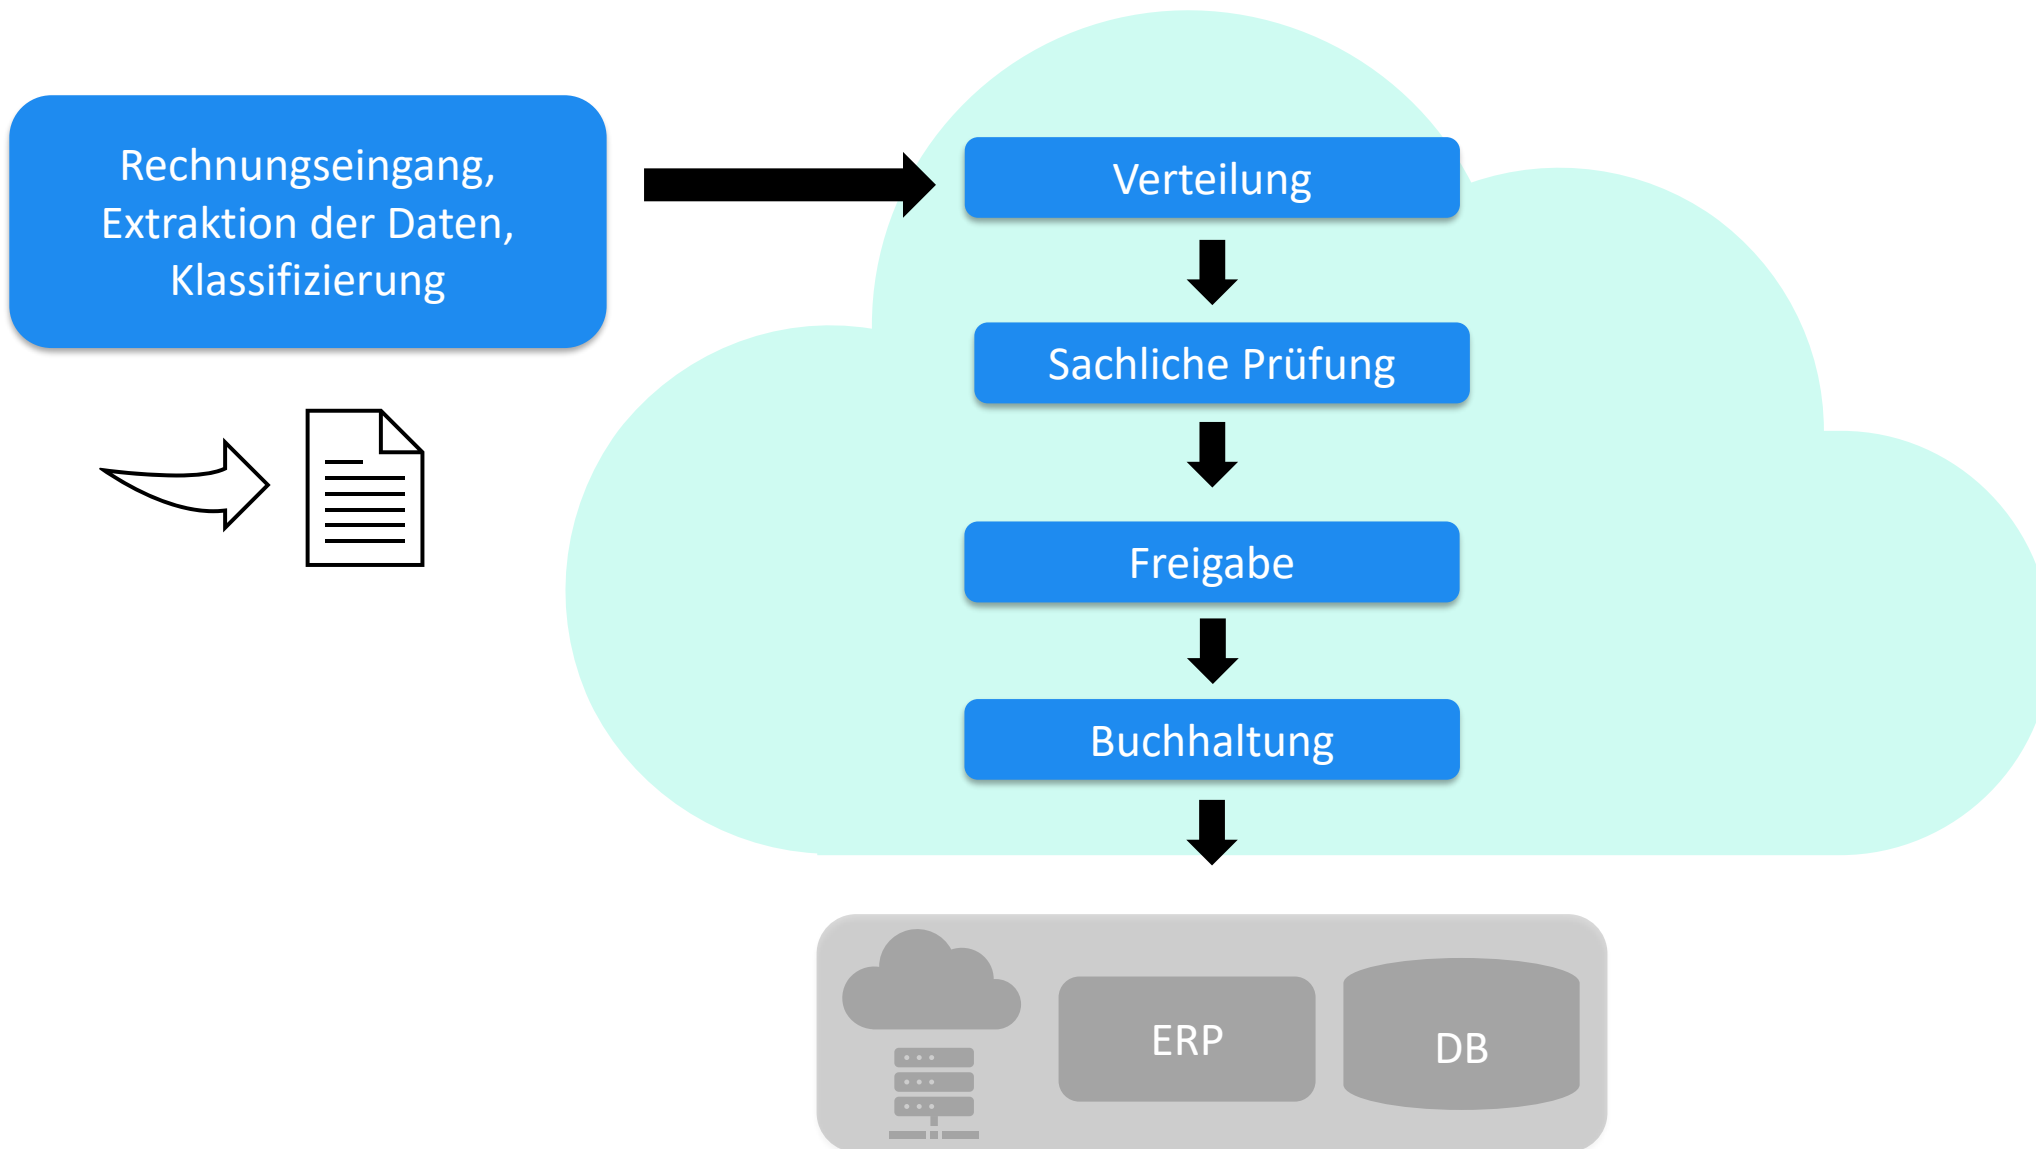 Rechnungseingang,
Extraktion der Daten,
Klassifizierung
Verteilung
Sachliche Prüfung
Freigabe
Buchhaltung
ERP
DB